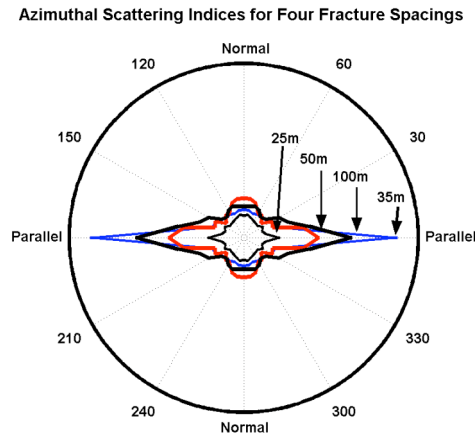 Azimuthal Scattering Indices for Four Fracture Spacings
Normal
120
60
150
30
25m
50m
100m
35m
Parallel
Parallel
210
330
240
300
Normal